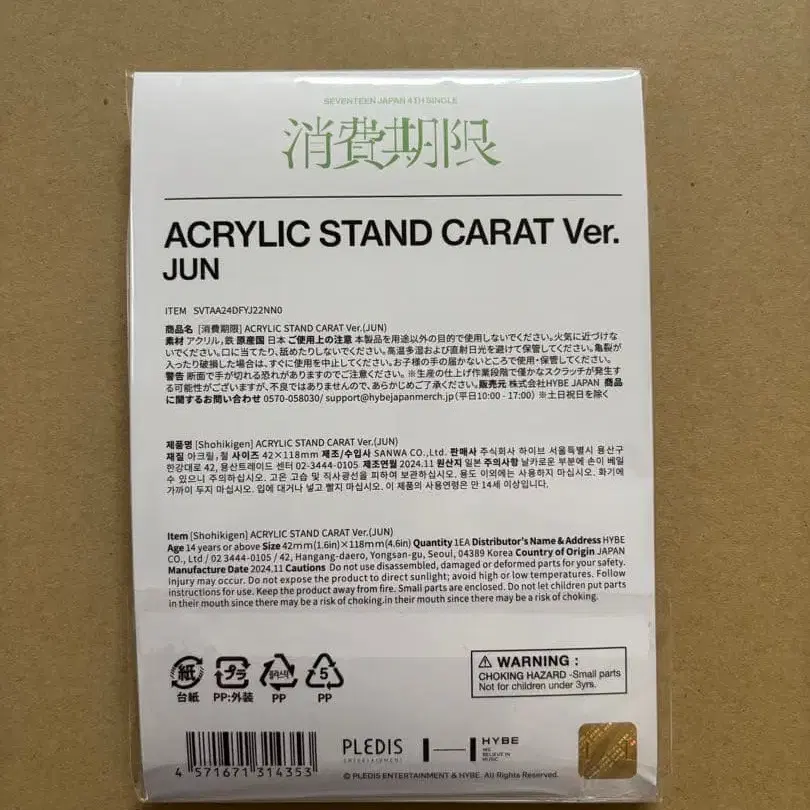 SEVENTEEN JAPAN 4TH SINGLE
消費期限
ACRYLIC STAND CARAT Ver.
JUN
ITEM SVTAA24DFYJ22NN0
商品名 [消費期限] ACRYLIC STAND CARAT Ver.(JUN)
素材 アクリル, 鉄 原産国 日本 ご使用上の注意 本製品を用途以外の目的で使用しないでください。火気に近づけな
いでください。口に当てたり、舐めたりしないでください。高温多湿および直射日光を避けて保管してください。亀裂が
入ったり破損した場合は、すぐに使用を中止してください。お子様の手の届かないところで使用・保管してください。
警告 断面で手が切れる恐れがありますのでご注意ください。※生産の仕上げ作業段階で僅かなスクラッチが発生す
る可能性がございますが、不良ではありませんので、あらかじめご了承ください。販売元 株式会社HYBE JAPAN 商品
に関するお問い合わせ 0570-058030/ support@hybejapanmerch.jp (平日10:00 - 17:00) ※土日祝日を除く
제품명 [Shohikigen] ACRYLIC STAND CARAT Ver.(JUN)
재질 아크릴, 철 사이즈 42×118mm 제조/수입사 SANWA CO.,Ltd. 판매사 주식회사 하이브 서울특별시 용산구
한강대로 42, 용산트레이드 센터 02-3444-0105 제조연월 2024.11 원산지 일본 주의사항 날카로운 부분에 손이 베일
수 있으니 주의하십시오. 고온 고습 및 직사광선을 피하여 보관하십시오. 용도 이외에는 사용하지 마십시오. 화기에
가까이 두지 마십시오. 입에 대거나 넣고 빨지 마십시오. 이 제품의 사용연령은 만 14세 이상입니다.
Item [Shohikigen] ACRYLIC STAND CARAT Ver.(JUN)
Age 14 years or above Size 42mm(1.6in)×118mm(4.6in) Quantity 1EA Distributor's Name & Address HYBE
CO., Ltd / 02 3444-0105 / 42, Hangang-daero, Yongsan-gu, Seoul, 04389 Korea Country of Origin JAPAN
Manufacture Date 2024.11 Cautions Do not use disassembled, damaged or deformed parts for your safety.
Injury may occur. Do not expose the product to direct sunlight; avoid high or low temperatures. Follow
instructions for use. Keep the product away from fire. Small parts are enclosed. Do not let children put parts
in their mouth since there may be a risk of choking.in their mouth since there may be a risk of choking.
紙 プラ 플라스틱 5
台紙 PP:外装 PP PP
⚠ WARNING :
CHOKING HAZARD -Small parts
Not for children under 3yrs.
4 571671 314353
PLEDIS
ENTERTAINMENT
HYBE
WE
BELIEVE IN
MUSIC
© PLEDIS ENTERTAINMENT & HYBE. All Rights Reserved.